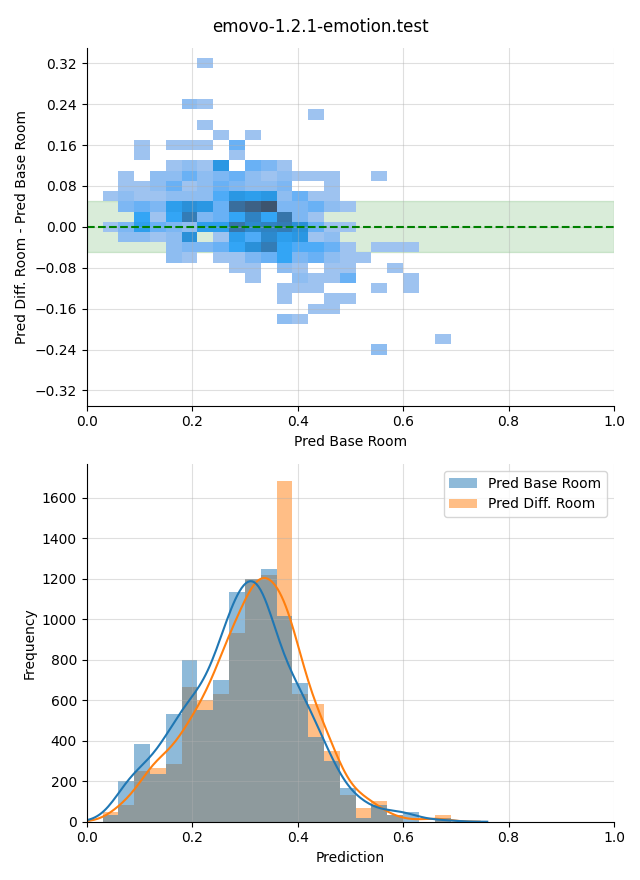 emovo-1.2.1-emotion.test
Pred Diff. Room - Pred Base Room
0.32
0.24
0.16
0.08
0.00
−0.08
−0.16
−0.24
−0.32
0.0 0.2 0.4 0.6 0.8 1.0
Pred Base Room
Frequency
1600
1400
1200
1000
800
600
400
200
0
Pred Base Room
Pred Diff. Room
0.0 0.2 0.4 0.6 0.8 1.0
Prediction